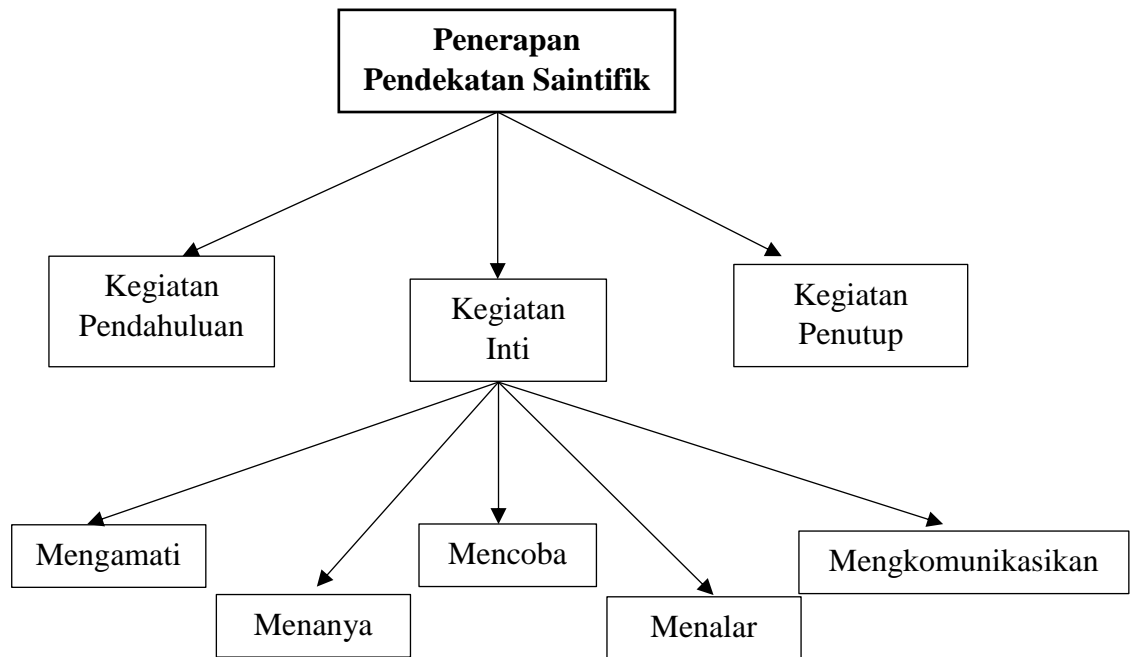 Penerapan
Pendekatan Saintifik
Kegiatan
Pendahuluan
Kegiatan
Inti
Kegiatan
Penutup
Mengamati
Menanya
Mencoba
Menalar
Mengkomunikasikan